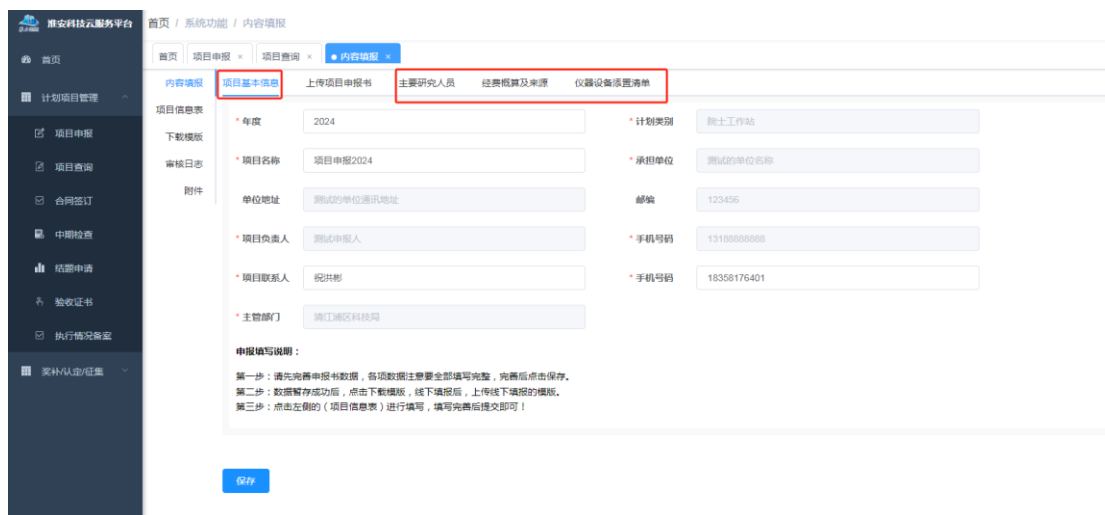 淮安科技云服务平台
首页 / 系统功能 / 内容填报
首页
项目申报 ×
项目查询 ×
内容填报 ×
首页
计划项目管理
项目申报
项目查询
合同签订
中期检查
结题申请
验收证书
执行情况备案
奖补/认定/征集
内容填报
项目信息表
下载模版
审核日志
附件
项目基本信息
上传项目申报书
主要研究人员
经费概算及来源
仪器设备添置清单
* 年度 2024 * 计划类别 院士工作站
* 项目名称 项目申报2024 * 承担单位 测试的单位名称
单位地址 测试的单位通讯地址 邮编 123456
* 项目负责人 测试申报人 * 手机号码 13188888888
* 项目联系人 祝洪彬 * 手机号码 18358176401
* 主管部门 清江浦区科技局
申报填写说明：
第一步：请先完善申报书数据，各项数据注意要全部填写完整，完善后点击保存。
第二步：数据暂存成功后，点击下载模版，线下填报后，上传线下填报的模版。
第三步：点击左侧的（项目信息表）进行填写，填写完善后提交即可！
保存